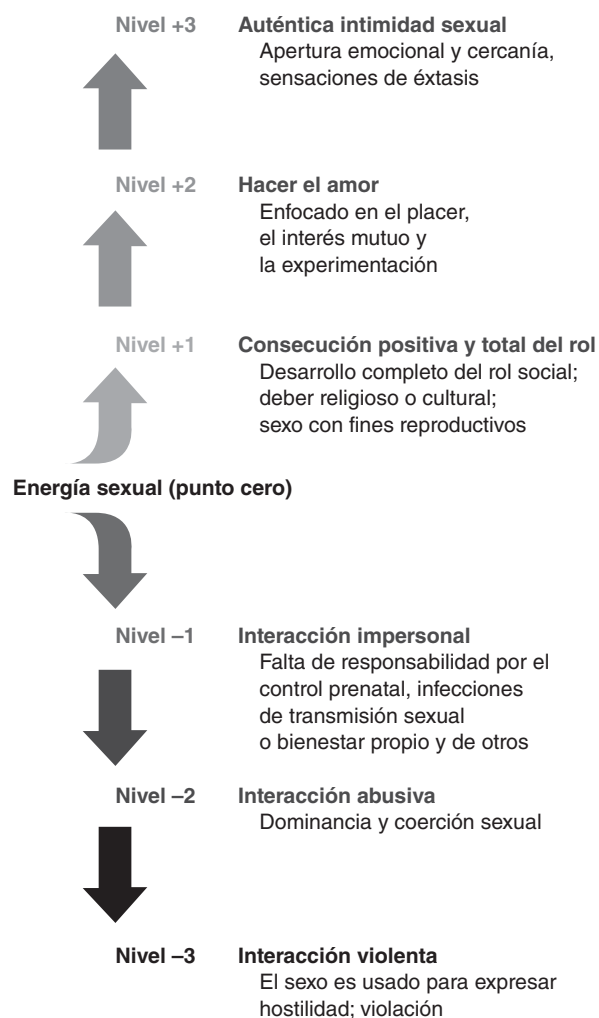 Nivel +3 Auténtica intimidad sexual
Apertura emocional y cercanía,
sensaciones de éxtasis
Nivel +2 Hacer el amor
Enfocado en el placer,
el interés mutuo y
la experimentación
Nivel +1 Consecución positiva y total del rol
Desarrollo completo del rol social;
deber religioso o cultural;
sexo con fines reproductivos
Energía sexual (punto cero)
Nivel –1 Interacción impersonal
Falta de responsabilidad por el
control prenatal, infecciones
de transmisión sexual
o bienestar propio y de otros
Nivel –2 Interacción abusiva
Dominancia y coerción sexual
Nivel –3 Interacción violenta
El sexo es usado para expresar
hostilidad; violación